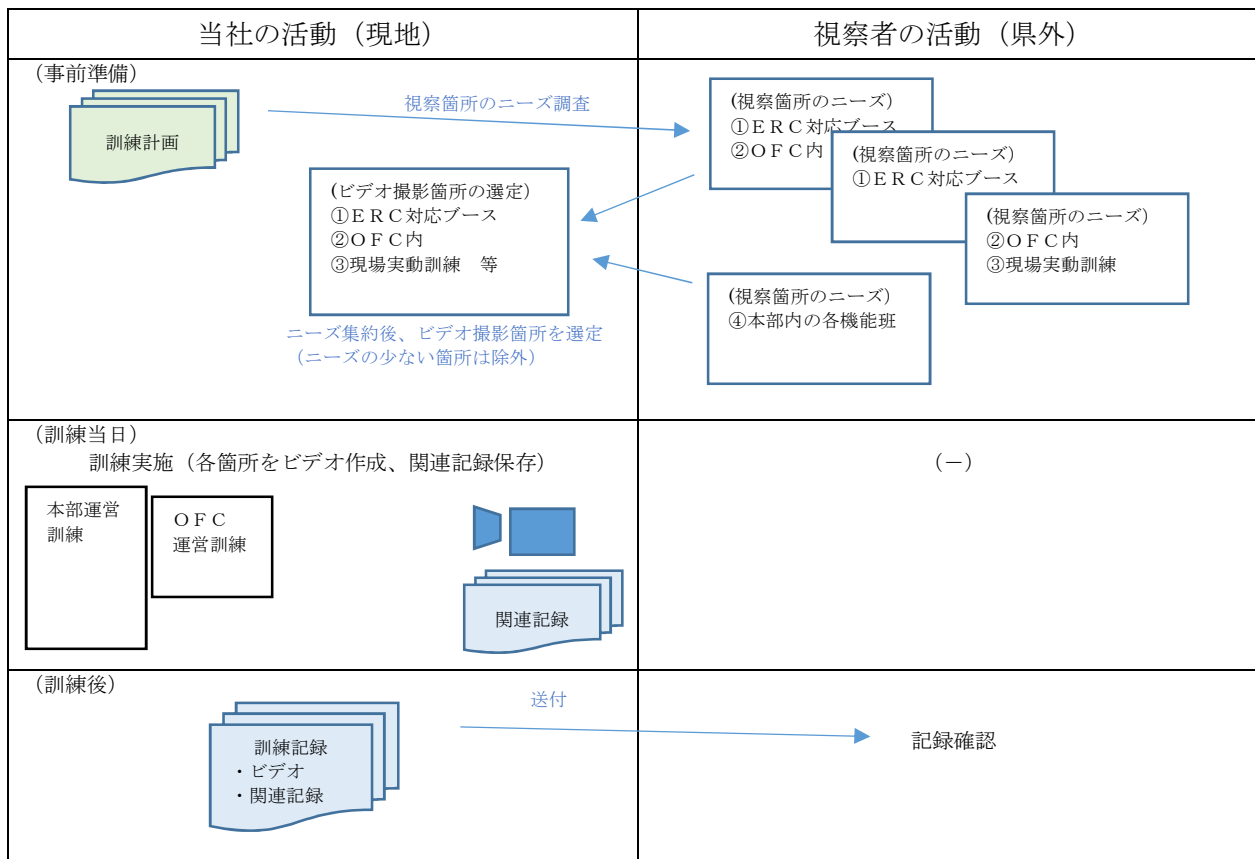 当社の活動（現地）
視察者の活動（県外）
（事前準備）
訓練計画
視察箇所のニーズ調査
(視察箇所のニーズ）
①ＥＲＣ対応ブース
②ＯＦＣ内
(視察箇所のニーズ）
①ＥＲＣ対応ブース
(視察箇所のニーズ）
②ＯＦＣ内
③現場実動訓練
(ビデオ撮影箇所の選定）
①ＥＲＣ対応ブース
②ＯＦＣ内
③現場実動訓練　等
(視察箇所のニーズ）
④本部内の各機能班
ニーズ集約後、ビデオ撮影箇所を選定
（ニーズの少ない箇所は除外）
（訓練当日）
訓練実施（各箇所をビデオ作成、関連記録保存）
（－）
本部運営
訓練
ＯＦＣ
運営訓練
関連記録
（訓練後）
送付
訓練記録
・ビデオ
・関連記録
記録確認